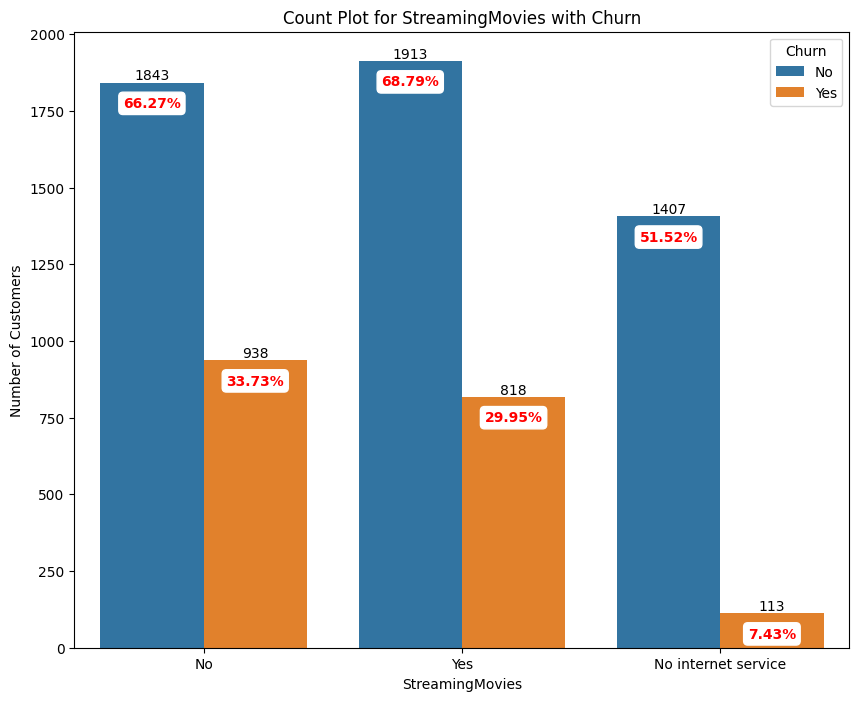 Count Plot for StreamingMovies with Churn
Churn
No
Yes
2000
1750
1500
1250
1000
750
500
250
0
Number of Customers
1843
66.27%
938
33.73%
1913
68.79%
818
29.95%
1407
51.52%
113
7.43%
No
Yes
No internet service
StreamingMovies